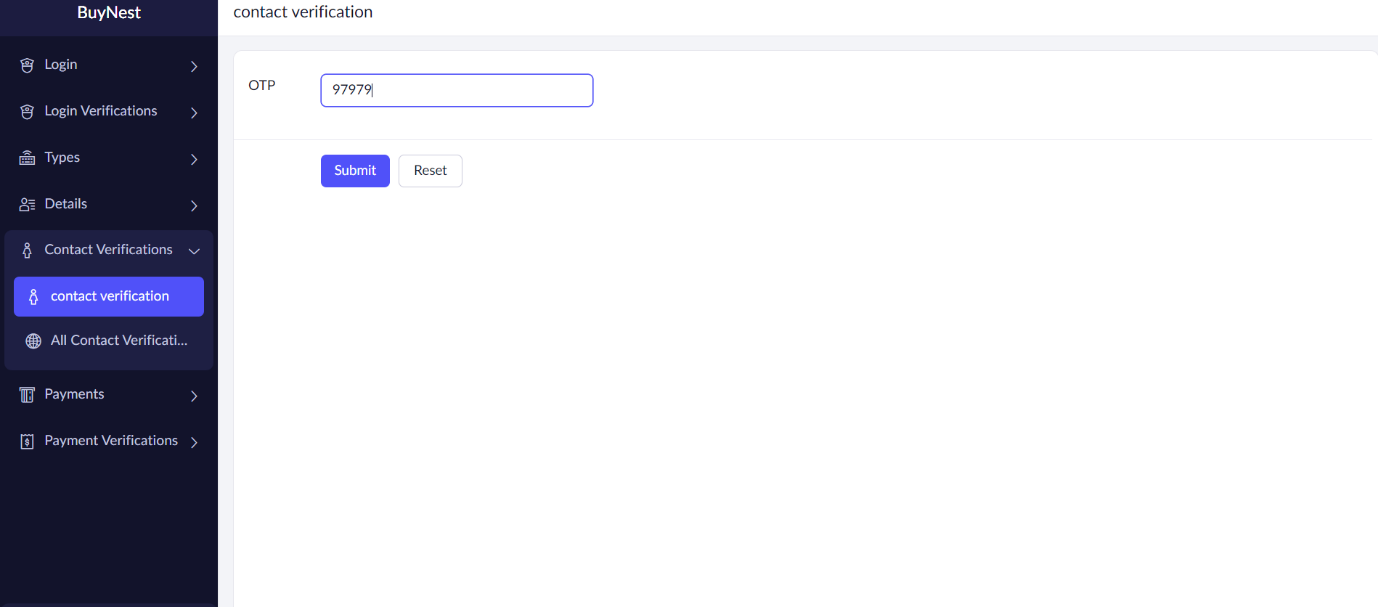 BuyNest
contact verification
Login
Login Verifications
Types
Details
Contact Verifications
contact verification
All Contact Verificati...
Payments
Payment Verifications
OTP
97979
Submit
Reset